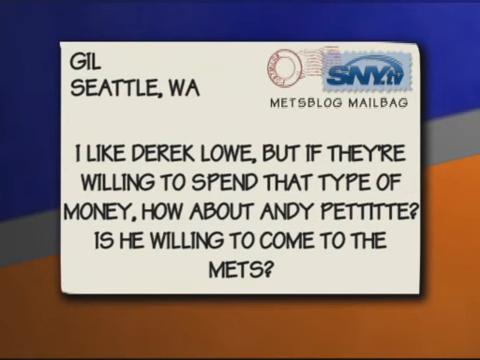 GIL
SEATTLE, WA
SNY.tv
METSBLOG MAILBAG
I LIKE DEREK LOWE, BUT IF THEY'RE
WILLING TO SPEND THAT TYPE OF
MONEY, HOW ABOUT ANDY PETTITTE?
IS HE WILLING TO COME TO THE
METS?